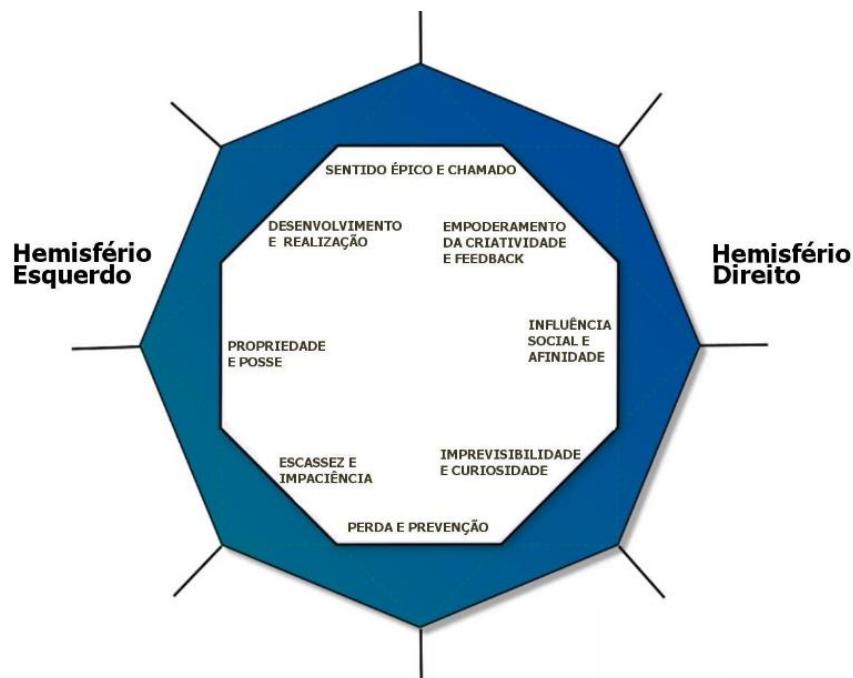 SENTIDO ÉPICO E CHAMADO
DESENVOLVIMENTO
E REALIZAÇÃO
EMPODERAMENTO
DA CRIATIVIDADE
E FEEDBACK
Hemisfério
Esquerdo
Hemisfério
Direito
PROPRIEDADE
E POSSE
INFLUÊNCIA
SOCIAL E
AFINIDADE
ESCASSEZ E
IMPACIÊNCIA
IMPREVISIBILIDADE
E CURIOSIDADE
PERDA E PREVENÇÃO